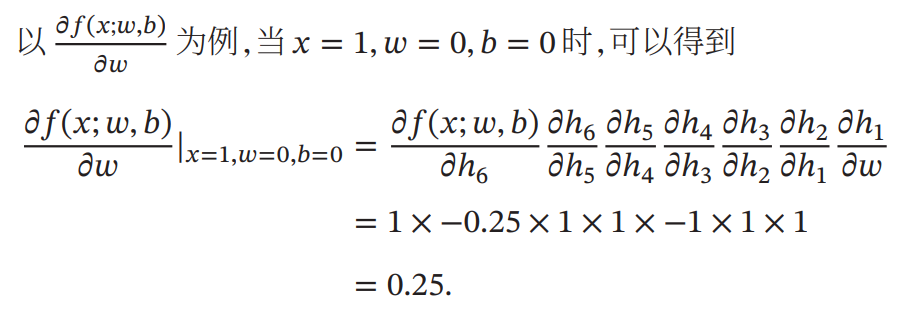 以 ∂f(x;w,b)/∂w 为例,当 x = 1, w = 0, b = 0 时,可以得到
∂f(x; w, b)/∂w |x=1,w=0,b=0 = ∂f(x; w, b)/∂h₆ ∂h₆/∂h₅ ∂h₅/∂h₄ ∂h₄/∂h₃ ∂h₃/∂h₂ ∂h₂/∂h₁ ∂h₁/∂w
= 1 × −0.25 × 1 × 1 × −1 × 1 × 1
= 0.25.